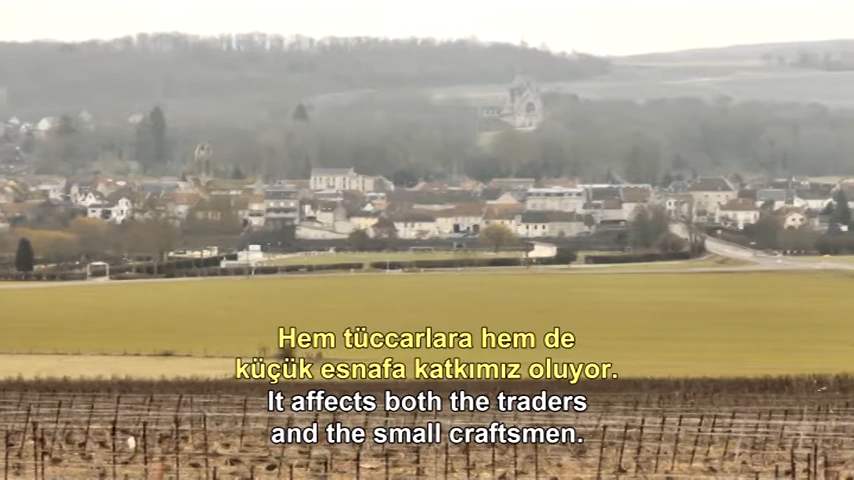 Hem tüccarlara hem de
küçük esnafa katkımız oluyor.
It affects both the traders
and the small craftsmen.